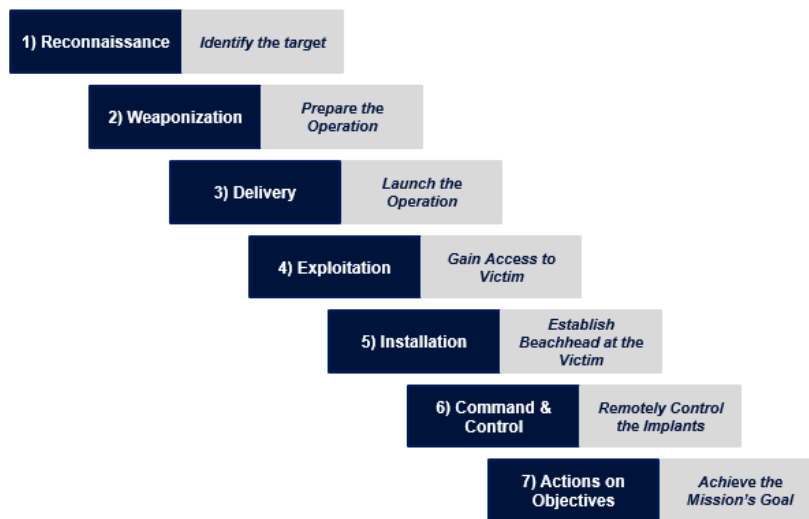 1) Reconnaissance
Identify the target
2) Weaponization
Prepare the
Operation
3) Delivery
Launch the
Operation
4) Exploitation
Gain Access to
Victim
5) Installation
Establish
Beachhead at the
Victim
6) Command &
Control
Remotely Control
the Implants
7) Actions on
Objectives
Achieve the
Mission's Goal